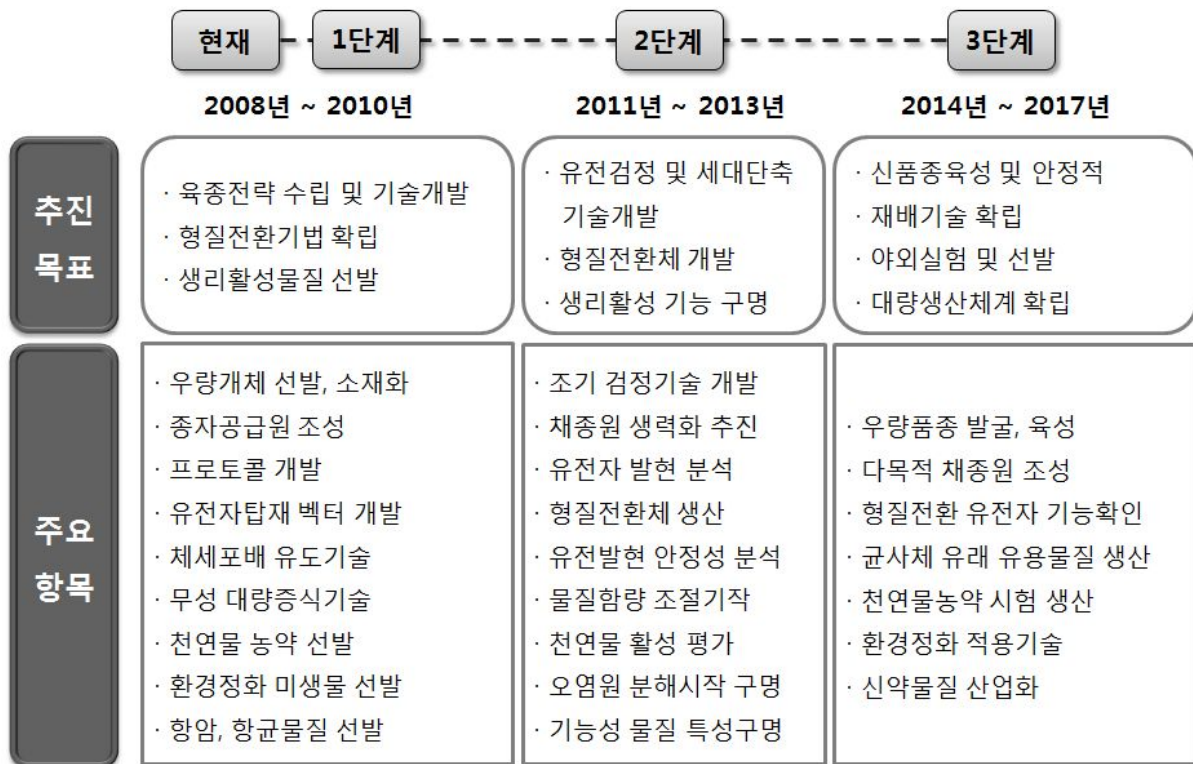 현재
1단계
2단계
3단계
2008년 ~ 2010년
2011년 ~ 2013년
2014년 ~ 2017년
추진
목표
· 육종전략 수립 및 기술개발
· 형질전환기법 확립
· 생리활성물질 선발
· 유전검정 및 세대단축
기술개발
· 형질전환체 개발
· 생리활성 기능 구명
· 신품종육성 및 안정적
· 재배기술 확립
· 야외실험 및 선발
· 대량생산체계 확립
주요
항목
· 우량개체 선발, 소재화
· 종자공급원 조성
· 프로토콜 개발
· 유전자탑재 벡터 개발
· 체세포배 유도기술
· 무성 대량증식기술
· 천연물 농약 선발
· 환경정화 미생물 선발
· 항암, 항균물질 선발
· 조기 검정기술 개발
· 채종원 생력화 추진
· 유전자 발현 분석
· 형질전환체 생산
· 유전발현 안정성 분석
· 물질함량 조절기작
· 천연물 활성 평가
· 오염원 분해시작 구명
· 기능성 물질 특성구명
· 우량품종 발굴, 육성
· 다목적 채종원 조성
· 형질전환 유전자 기능확인
· 균사체 유래 유용물질 생산
· 천연물농약 시험 생산
· 환경정화 적용기술
· 신약물질 산업화